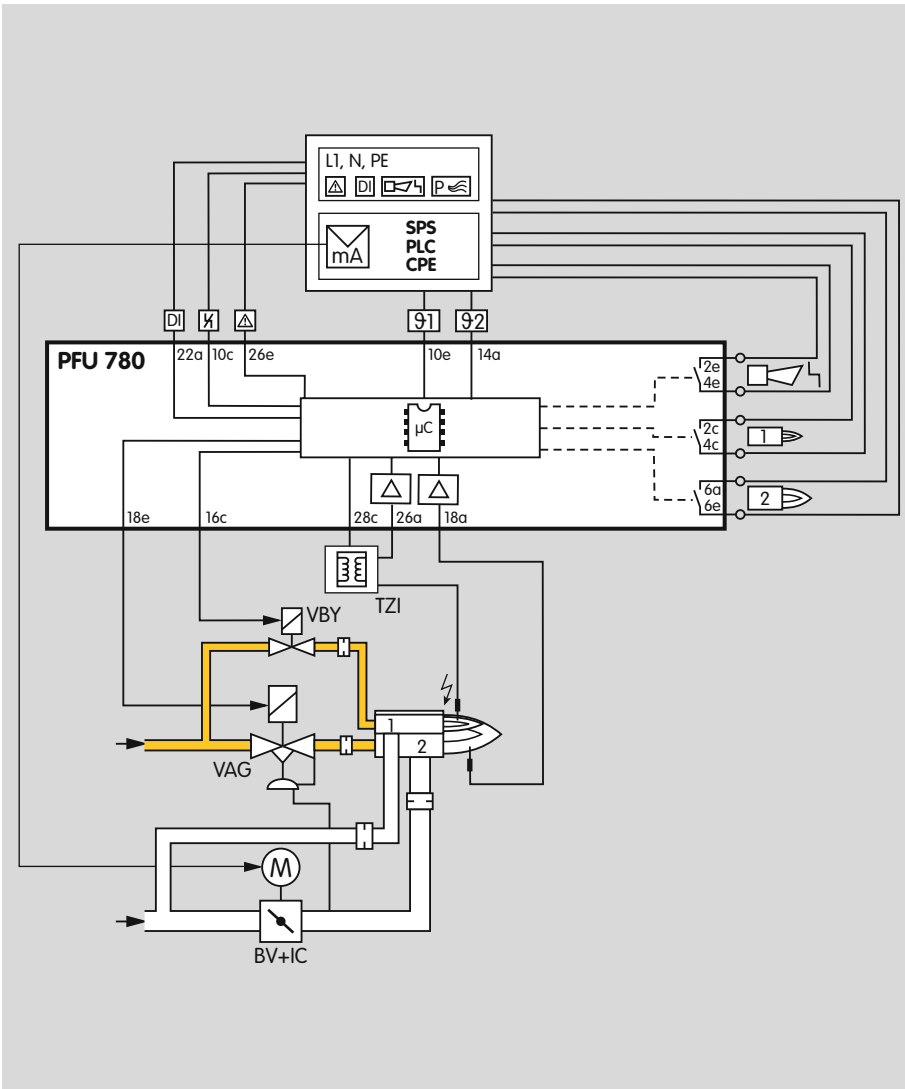 L1, N, PE
DI P
mA
SPS
PLC
CPE
DI ϑ1 ϑ2
PFU 780
22a 10c 26e 10e 14a
2e
4e
µC
2c
4c
1
6a
6e
2
18e 16c 28c 26a 18a
TZI
VBY
1
2
VAG
M
BV+IC